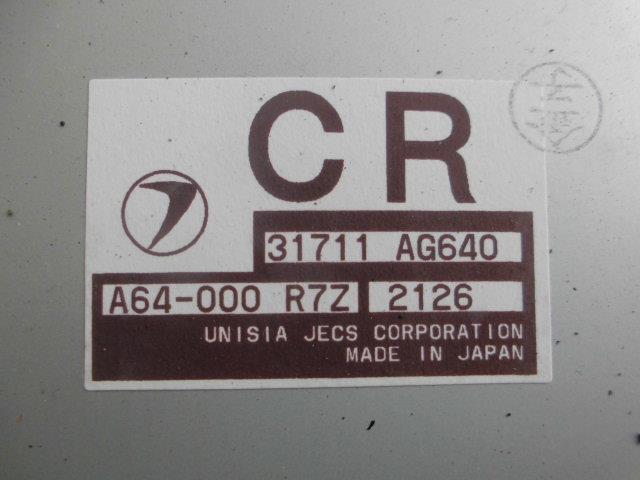 CR
31711 AG640
A64-000 R7Z 2126
UNISIA JECS CORPORATION
MADE IN JAPAN